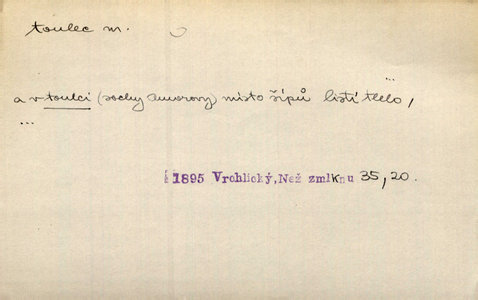 toulec m.
...
a v toulci (sochy Amorovy) místo šípů listí tlelo,
...
1895 Vrchlický, Než zmlknu 35, 20.